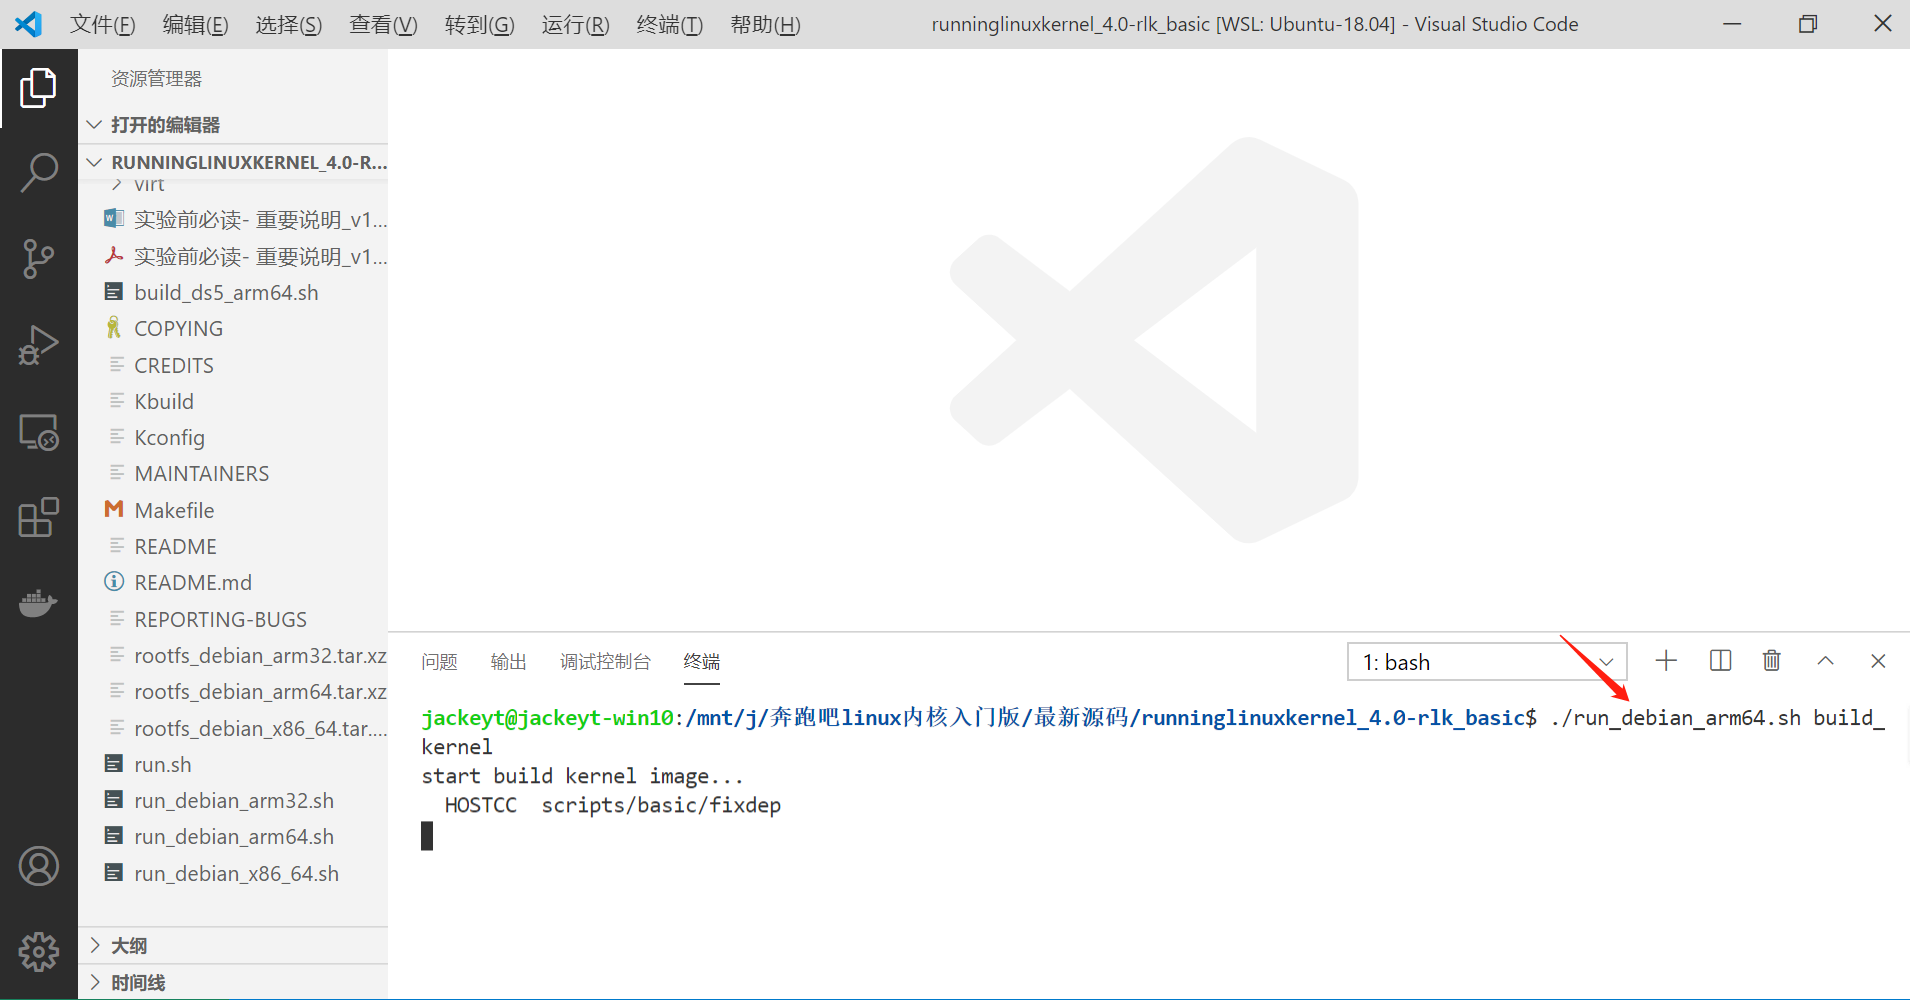 文件(F) 编辑(E) 选择(S) 查看(V) 转到(G) 运行(R) 终端(T) 帮助(H) runninglinuxkernel_4.0-rlk_basic [WSL: Ubuntu-18.04] - Visual Studio Code
资源管理器
打开的编辑器
RUNNINGLINUXKERNEL_4.0-R...
virt
实验前必读- 重要说明_v1...
实验前必读- 重要说明_v1...
build_ds5_arm64.sh
COPYING
CREDITS
Kbuild
Kconfig
MAINTAINERS
Makefile
README
README.md
REPORTING-BUGS
rootfs_debian_arm32.tar.xz
rootfs_debian_arm64.tar.xz
rootfs_debian_x86_64.tar....
run.sh
run_debian_arm32.sh
run_debian_arm64.sh
run_debian_x86_64.sh
大纲
时间线
问题 输出 调试控制台 终端 1: bash
jackeyt@jackeyt-win10:/mnt/j/奔跑吧linux内核入门版/最新源码/runninglinuxkernel_4.0-rlk_basic$ ./run_debian_arm64.sh build_
kernel
start build kernel image...
HOSTCC scripts/basic/fixdep